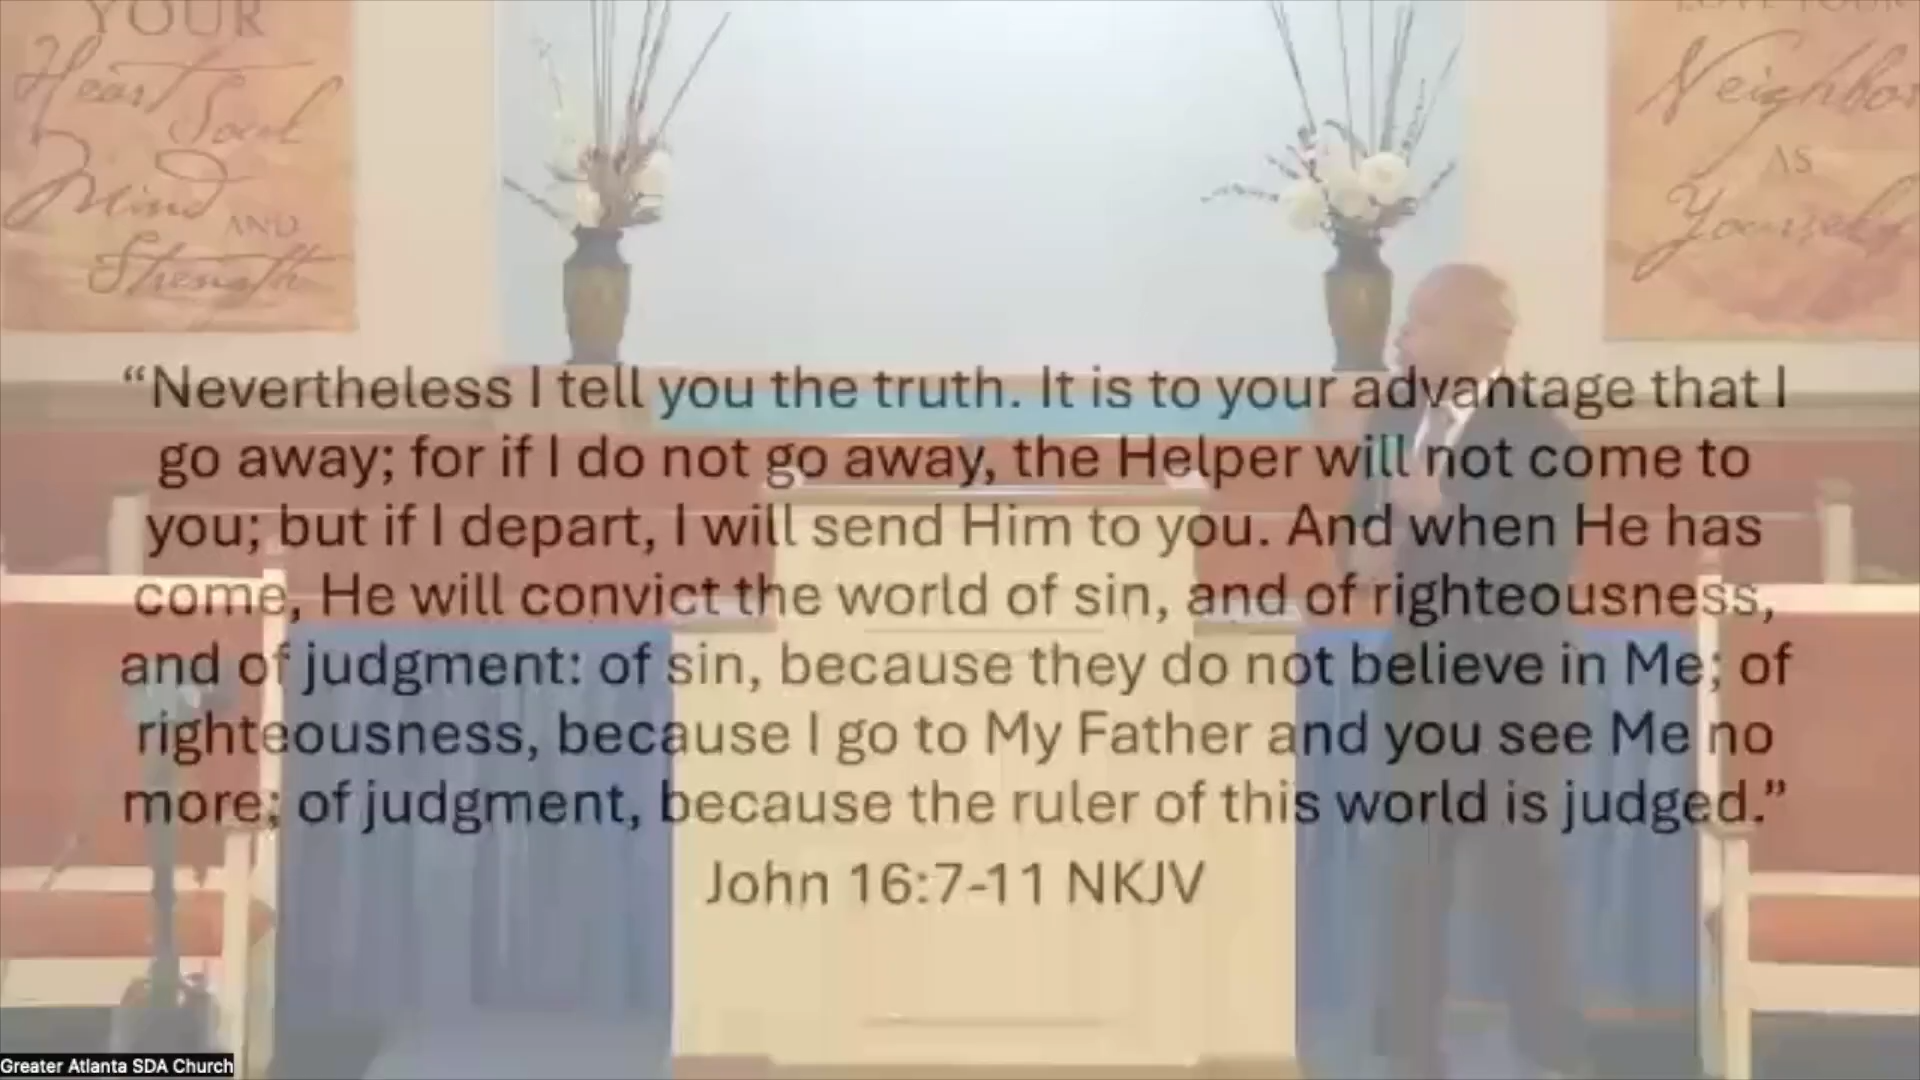 YOUR
Heart Soul
Mind AND
Strength
LOVE YOUR
Neighbor
AS
Yourself
“Nevertheless I tell you the truth. It is to your advantage that I
go away; for if I do not go away, the Helper will not come to
you; but if I depart, I will send Him to you. And when He has
come, He will convict the world of sin, and of righteousness,
and of judgment: of sin, because they do not believe in Me; of
righteousness, because I go to My Father and you see Me no
more; of judgment, because the ruler of this world is judged.”
John 16:7-11 NKJV
Greater Atlanta SDA Church